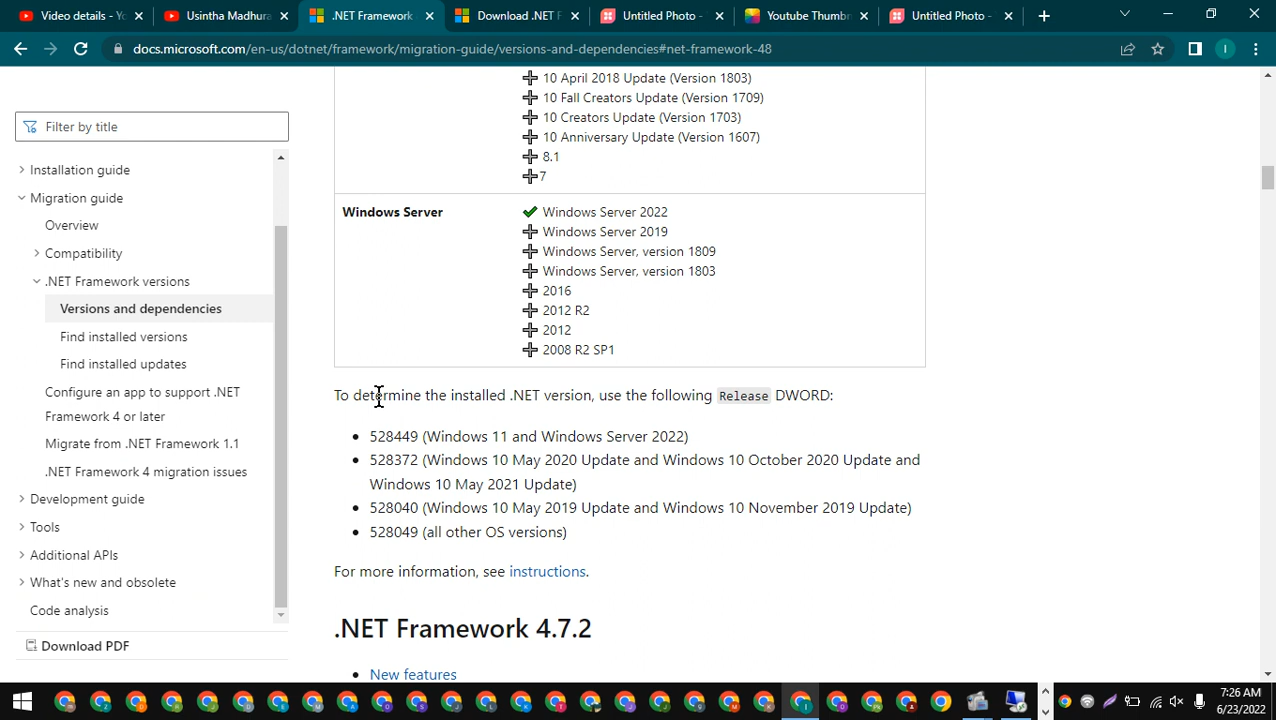 Video details - Yo
Usintha Madhura
.NET Framework
Download .NET F
Untitled Photo -
Youtube Thumb
Untitled Photo -
docs.microsoft.com/en-us/dotnet/framework/migration-guide/versions-and-dependencies#net-framework-48
I
Filter by title
Installation guide
Migration guide
Overview
Compatibility
.NET Framework versions
Versions and dependencies
Find installed versions
Find installed updates
Configure an app to support .NET
Framework 4 or later
Migrate from .NET Framework 1.1
.NET Framework 4 migration issues
Development guide
Tools
Additional APIs
What's new and obsolete
Code analysis
Download PDF
10 April 2018 Update (Version 1803)
10 Fall Creators Update (Version 1709)
10 Creators Update (Version 1703)
10 Anniversary Update (Version 1607)
8.1
7
Windows Server
Windows Server 2022
Windows Server 2019
Windows Server, version 1809
Windows Server, version 1803
2016
2012 R2
2012
2008 R2 SP1
To determine the installed .NET version, use the following Release DWORD:
528449 (Windows 11 and Windows Server 2022)
528372 (Windows 10 May 2020 Update and Windows 10 October 2020 Update and
Windows 10 May 2021 Update)
528040 (Windows 10 May 2019 Update and Windows 10 November 2019 Update)
528049 (all other OS versions)
For more information, see instructions.
.NET Framework 4.7.2
New features
7:26 AM
6/23/2022